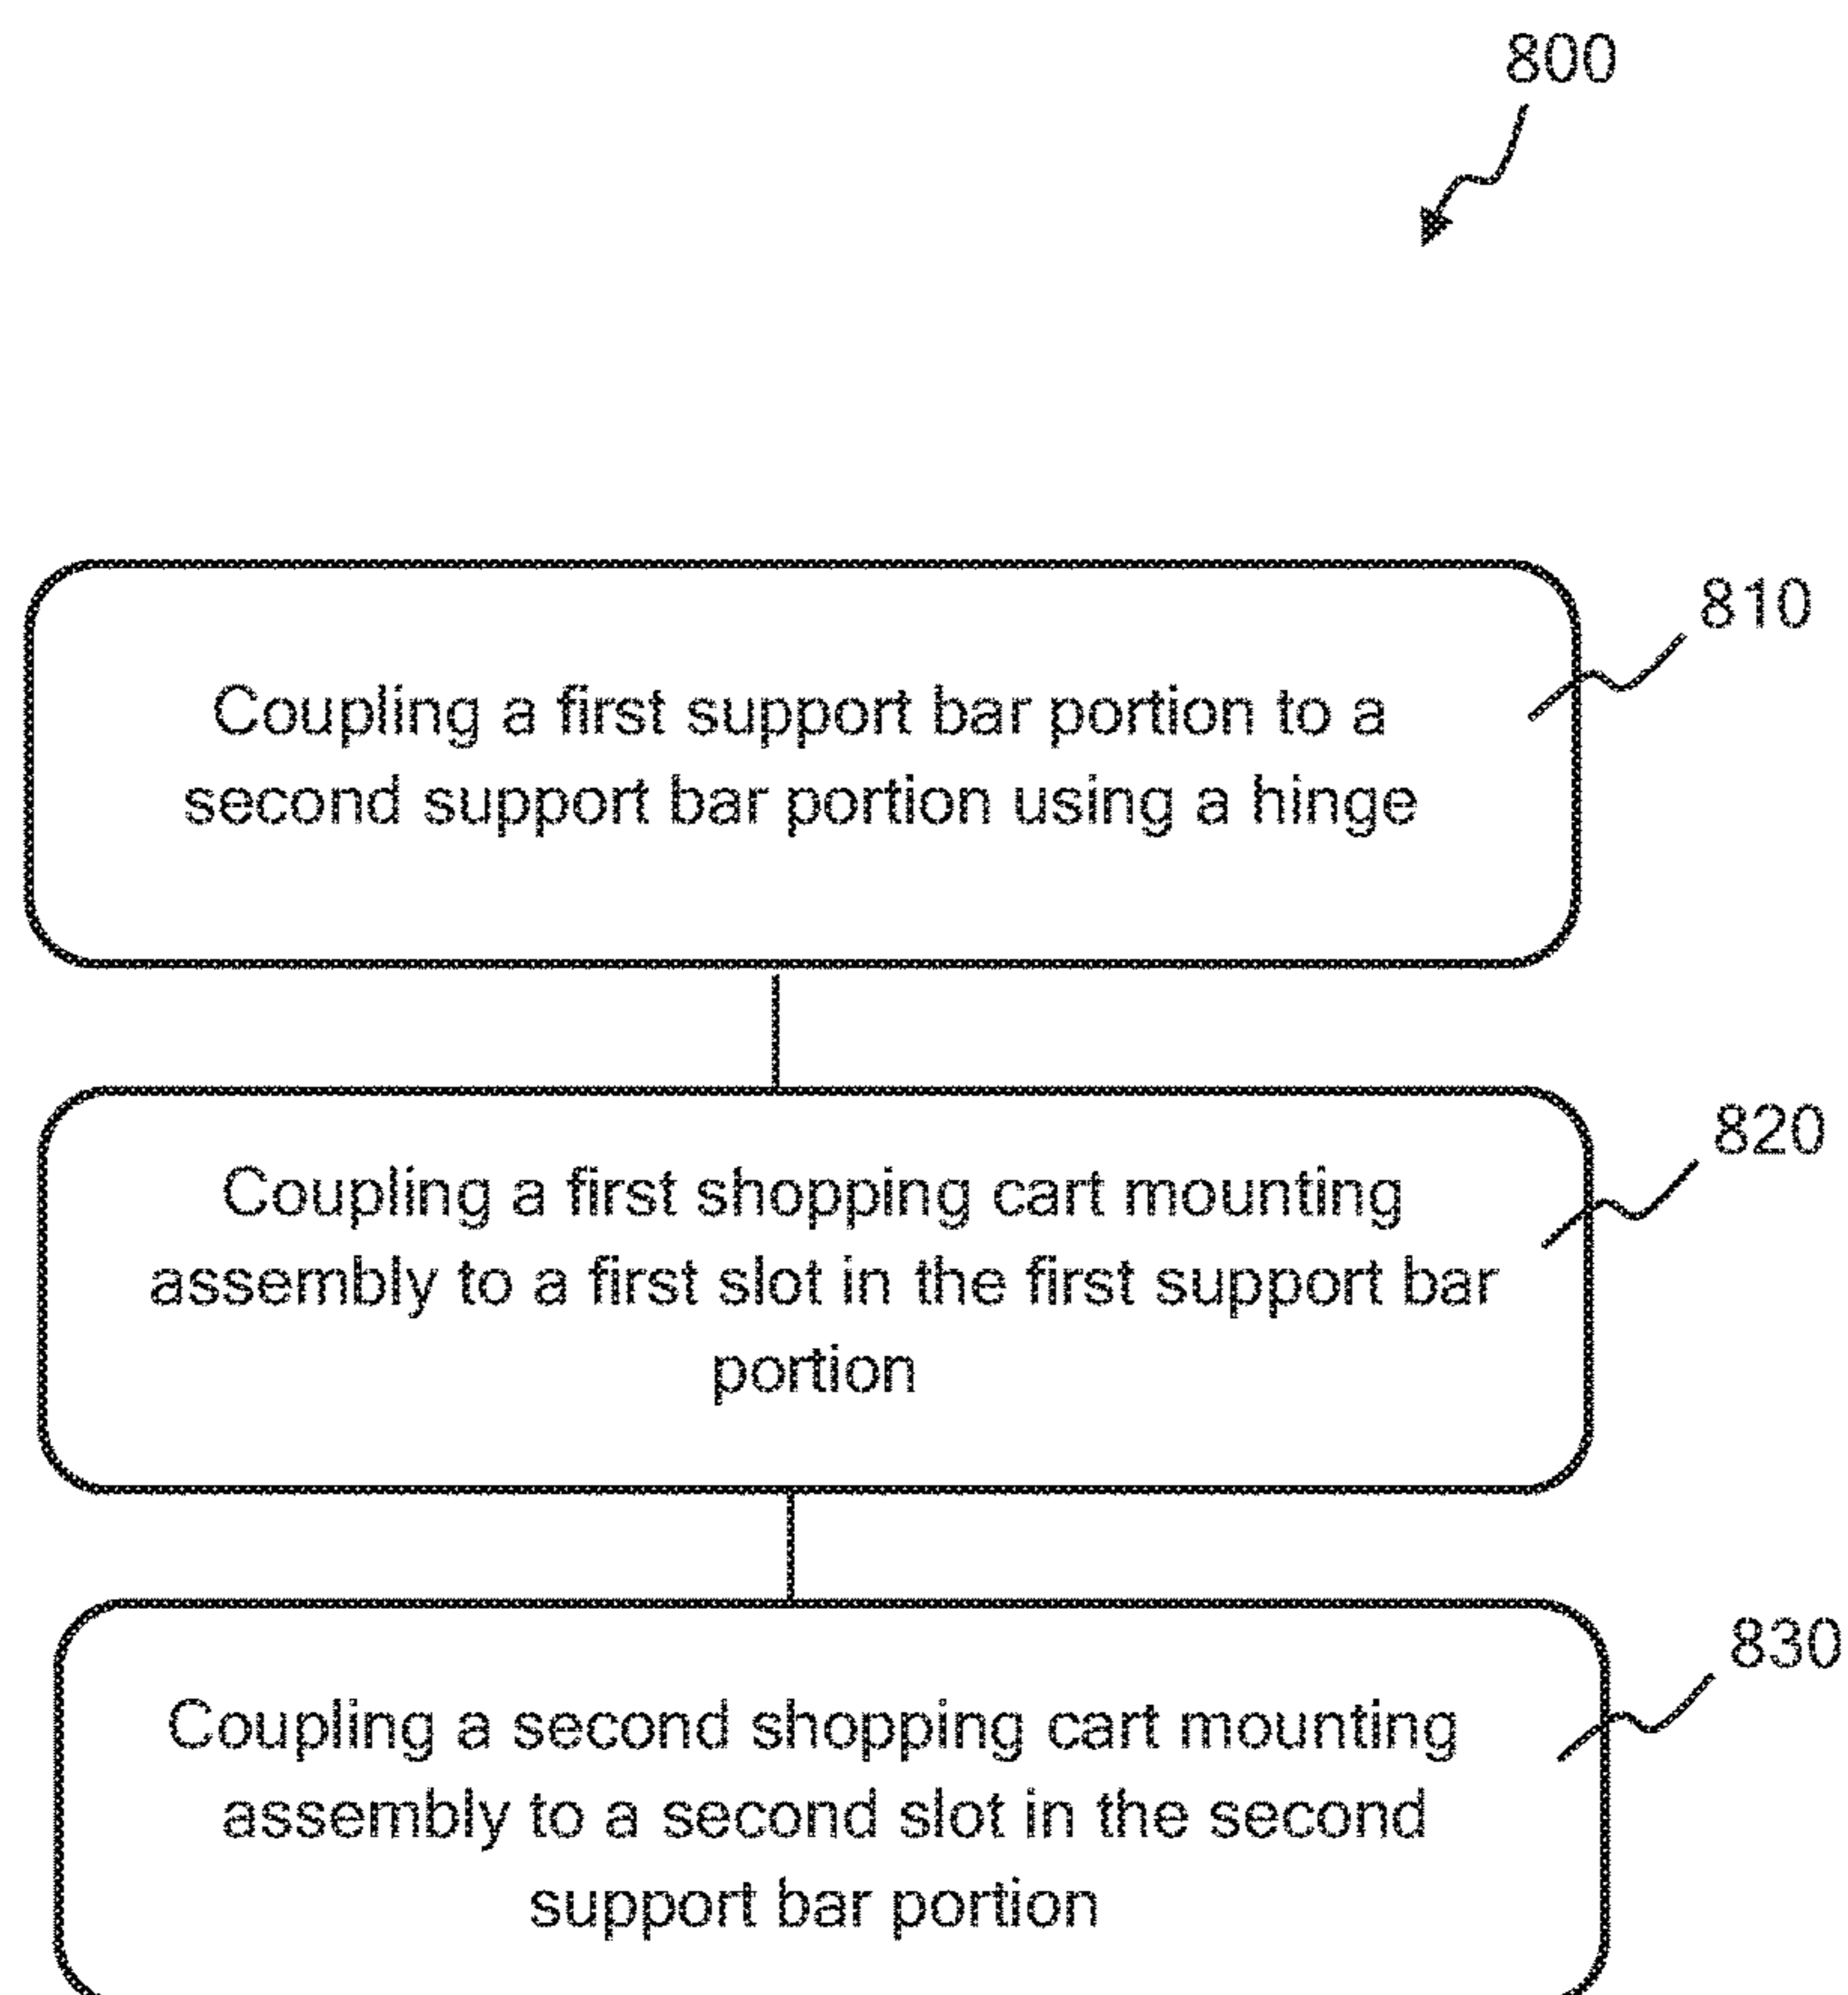 800
810
Coupling a first support bar portion to a
second support bar portion using a hinge
820
Coupling a first shopping cart mounting
assembly to a first slot in the first support bar
portion
830
Coupling a second shopping cart mounting
assembly to a second slot in the second
support bar portion